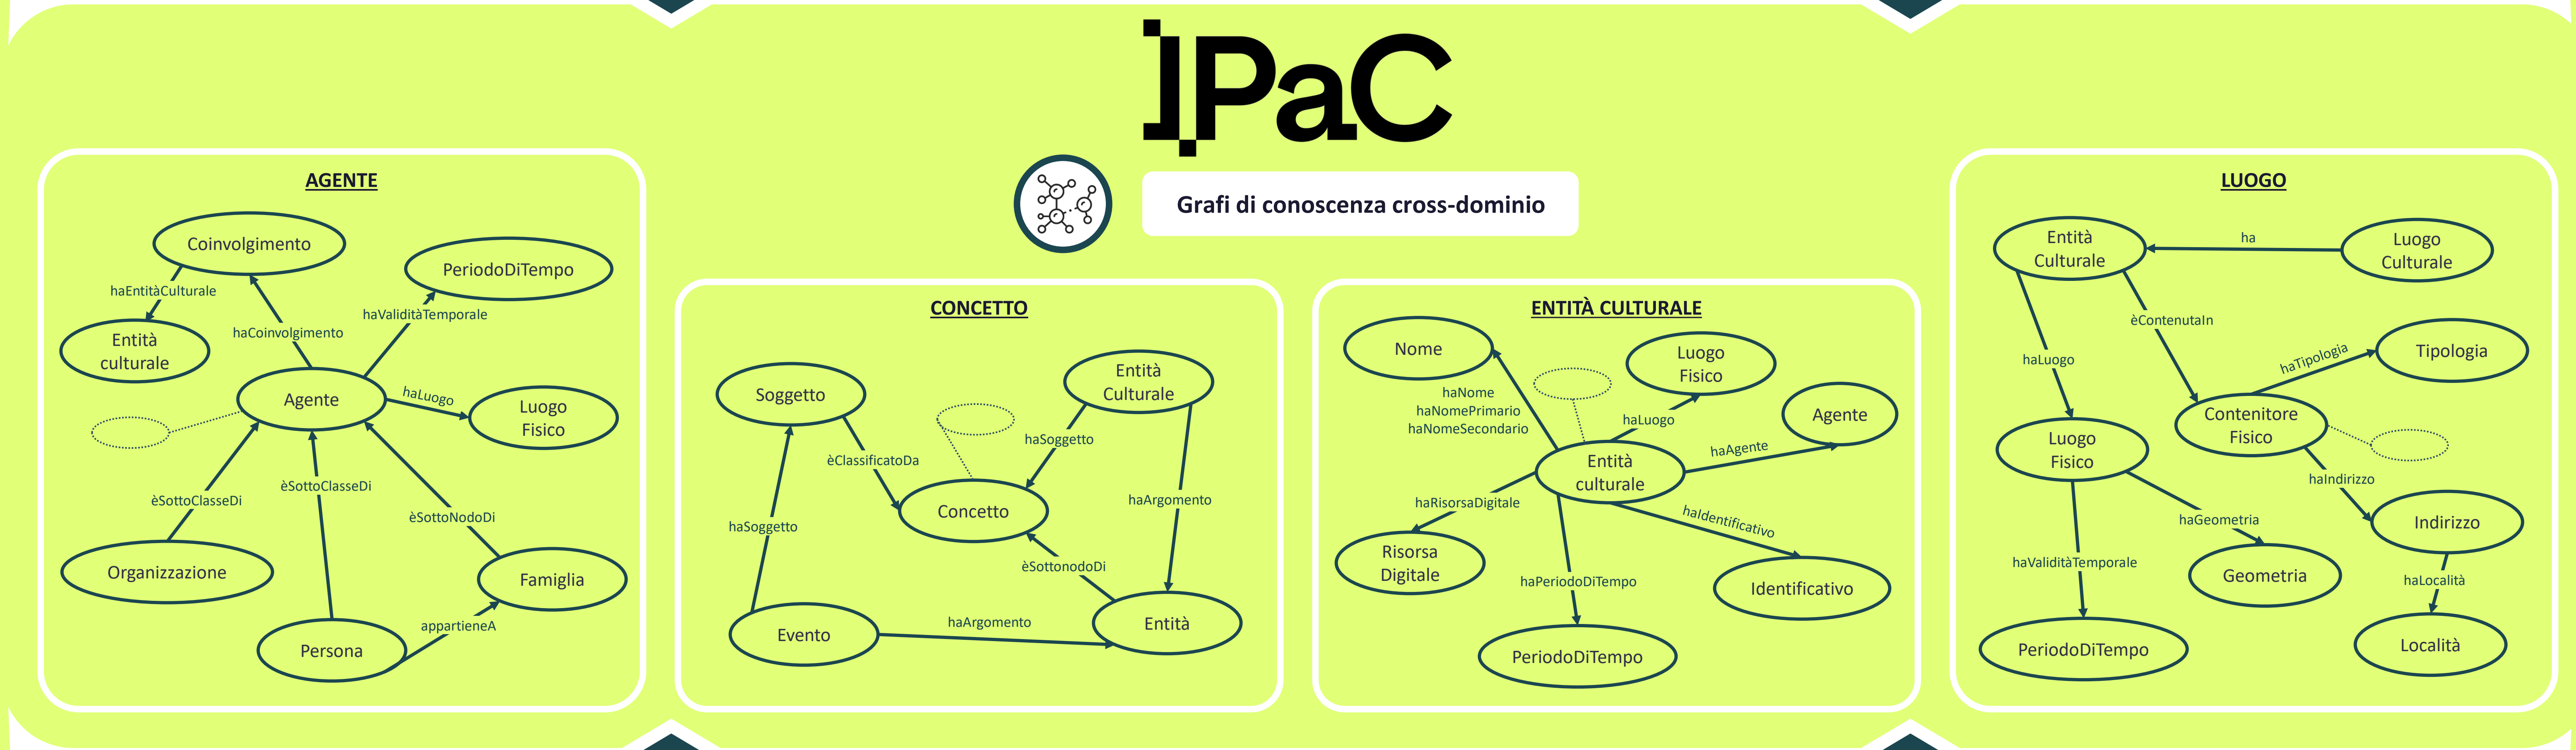 IPaC
Grafi di conoscenza cross-dominio
AGENTE
Coinvolgimento
PeriodoDiTempo
haEntitàCulturale
haValiditàTemporale
haCoinvolgimento
Entità
culturale
Agente
haLuogo
Luogo
Fisico
èSottoClasseDi
èSottoClasseDi
èSottoNodoDi
Organizzazione
Famiglia
appartieneA
Persona
CONCETTO
Soggetto
Entità
Culturale
haSoggetto
èClassificatoDa
haArgomento
Concetto
haSoggetto
èSottonodoDi
haArgomento
Evento
Entità
ENTITÀ CULTURALE
Nome
Luogo
Fisico
haNome
haNomePrimario
haNomeSecondario
haLuogo
Agente
haAgente
Entità
culturale
haRisorsaDigitale
haIdentificativo
Risorsa
Digitale
haPeriodoDiTempo
Identificativo
PeriodoDiTempo
LUOGO
Entità
Culturale
ha
Luogo
Culturale
èContenutaIn
haLuogo
haTipologia
Tipologia
Contenitore
Fisico
Luogo
Fisico
haIndirizzo
haGeometria
Indirizzo
haValiditàTemporale
Geometria
haLocalità
PeriodoDiTempo
Località